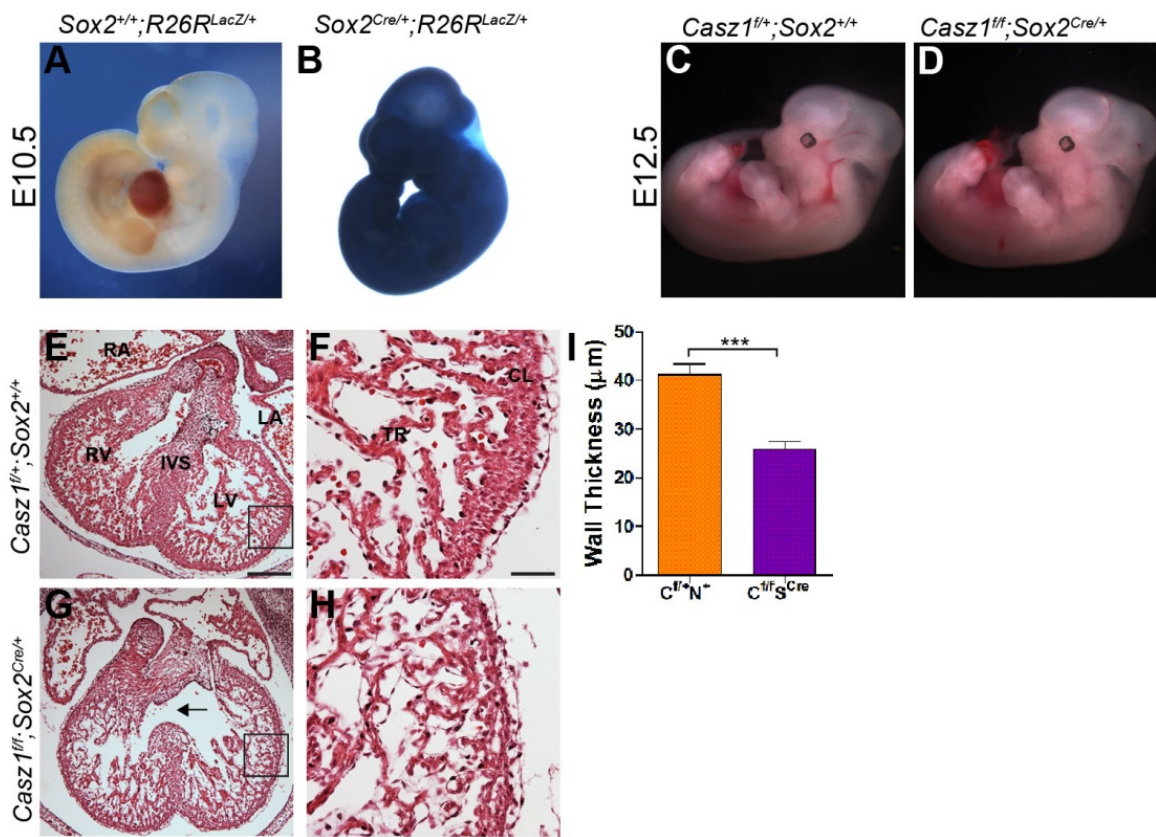 Sox2+/+;R26RLacZ/+
Sox2Cre/+;R26RLacZ/+
Casz1f/+;Sox2+/+
Casz1f/f;Sox2Cre/+
E10.5
A
B
E12.5
C
D
Casz1f/+;Sox2+/+
E
RA
LA
RV
IVS
LV
F
CL
TR
Casz1f/f;Sox2Cre/+
G
H
I
Wall Thickness (μm)
50
40
30
20
10
0
***
Cf/+N+
Cf/fSCre